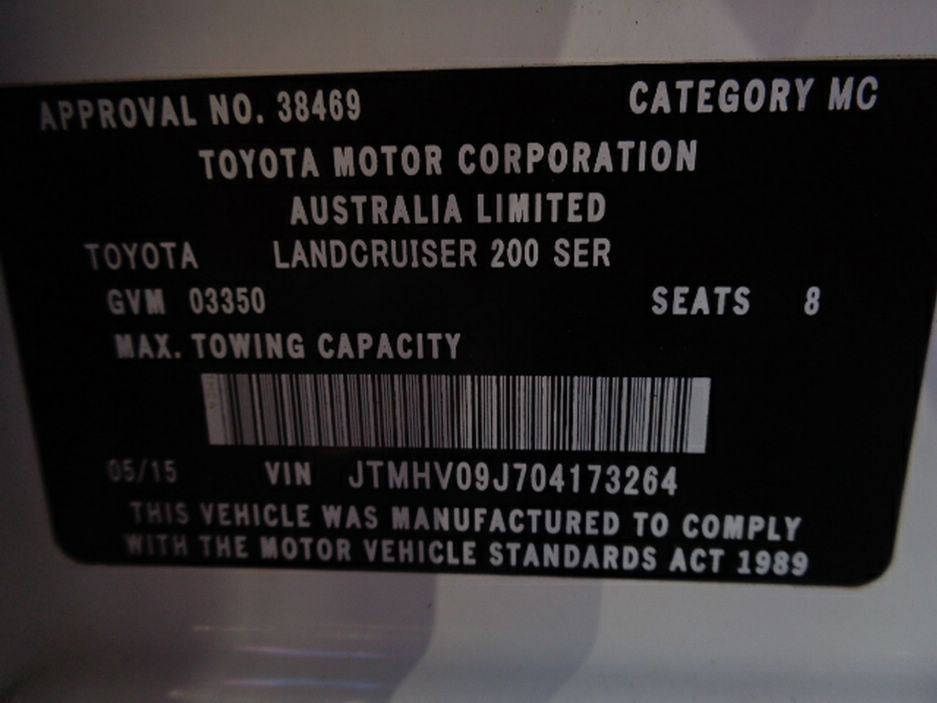 APPROVAL NO. 38469 CATEGORY MC
TOYOTA MOTOR CORPORATION
AUSTRALIA LIMITED
TOYOTA LANDCRUISER 200 SER
GVM 03350 SEATS 8
MAX. TOWING CAPACITY
05/15 VIN JTMHV09J704173264
THIS VEHICLE WAS MANUFACTURED TO COMPLY
WITH THE MOTOR VEHICLE STANDARDS ACT 1989